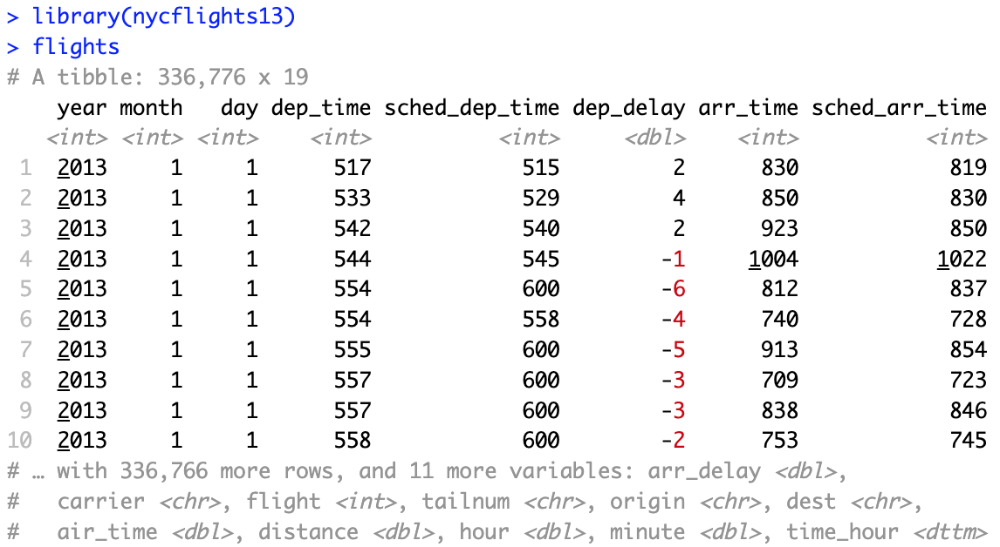 > library(nycflights13)
> flights
# A tibble: 336,776 x 19
year month day dep_time sched_dep_time dep_delay arr_time sched_arr_time
<int> <int> <int> <int> <int> <dbl> <int> <int>
1 2013 1 1 517 515 2 830 819
2 2013 1 1 533 529 4 850 830
3 2013 1 1 542 540 2 923 850
4 2013 1 1 544 545 -1 1004 1022
5 2013 1 1 554 600 -6 812 837
6 2013 1 1 554 558 -4 740 728
7 2013 1 1 555 600 -5 913 854
8 2013 1 1 557 600 -3 709 723
9 2013 1 1 557 600 -3 838 846
10 2013 1 1 558 600 -2 753 745
# … with 336,766 more rows, and 11 more variables: arr_delay <dbl>,
# carrier <chr>, flight <int>, tailnum <chr>, origin <chr>, dest <chr>,
# air_time <dbl>, distance <dbl>, hour <dbl>, minute <dbl>, time_hour <dttm>